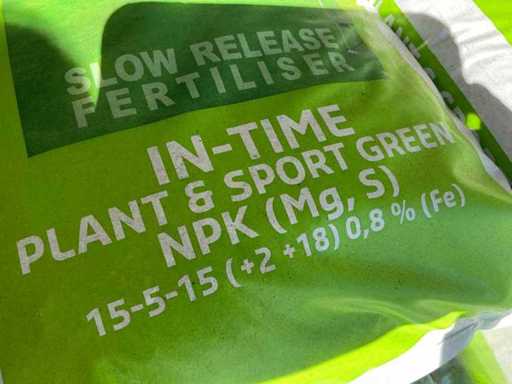 SLOW RELEASE
FERTILISER
IN-TIME
PLANT & SPORT GREEN
NPK (Mg, S)
15-5-15 (+2 +18) 0,8 % (Fe)